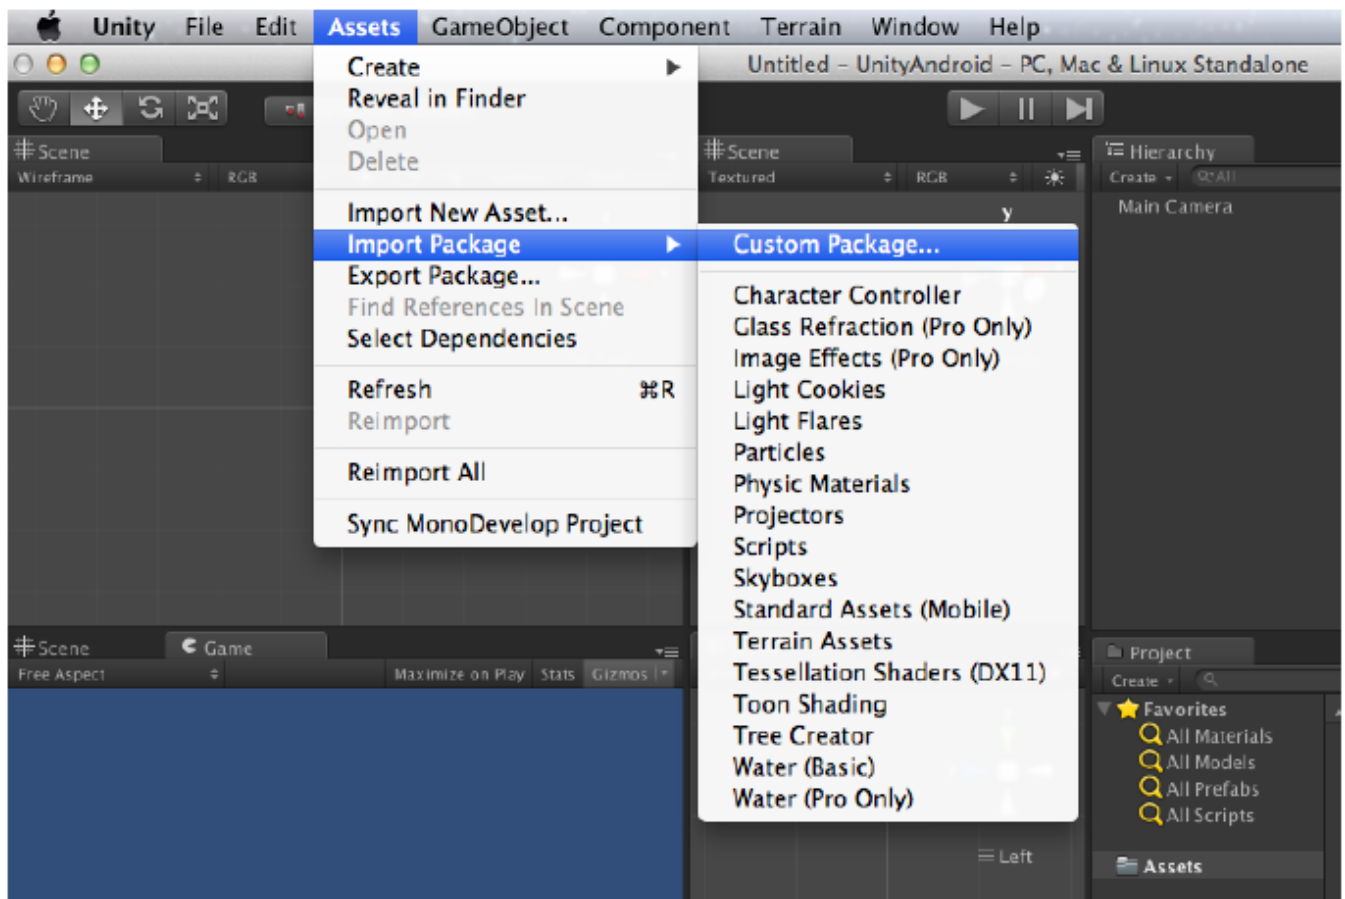 Unity File Edit Assets GameObject Component Terrain Window Help
Untitled – UnityAndroid – PC, Mac & Linux Standalone
Create
Reveal in Finder
Open
Delete
Import New Asset...
Import Package
Export Package...
Find References In Scene
Select Dependencies
Refresh ⌘R
Reimport
Reimport All
Sync MonoDevelop Project
Custom Package...
Character Controller
Glass Refraction (Pro Only)
Image Effects (Pro Only)
Light Cookies
Light Flares
Particles
Physic Materials
Projectors
Scripts
Skyboxes
Standard Assets (Mobile)
Terrain Assets
Tessellation Shaders (DX11)
Toon Shading
Tree Creator
Water (Basic)
Water (Pro Only)
Scene
Wireframe RGB
Scene
Textured RGB
y
Left
Hierarchy
Create All
Main Camera
Scene Game
Free Aspect Maximize on Play Stats Gizmos
Project
Create
Favorites
All Materials
All Models
All Prefabs
All Scripts
Assets